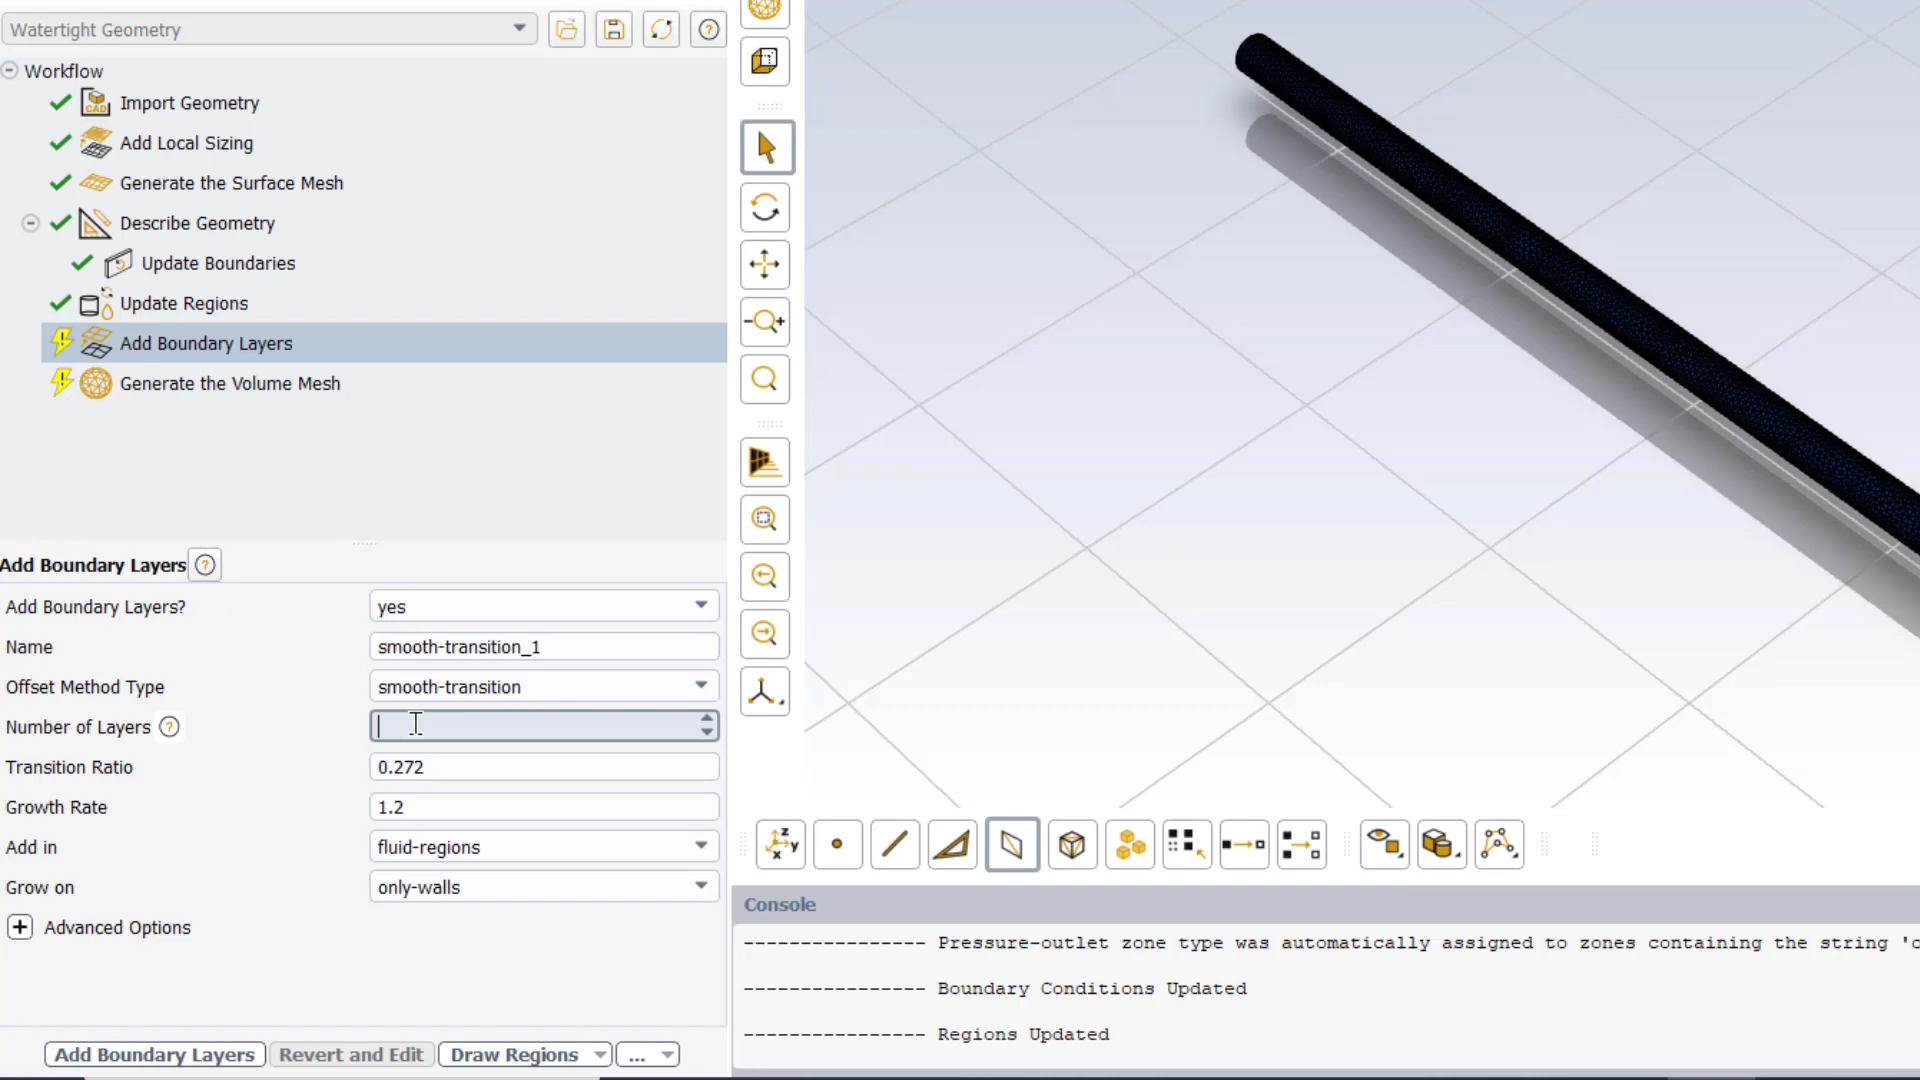 Watertight Geometry
Workflow
CAD
Import Geometry
Add Local Sizing
Generate the Surface Mesh
Describe Geometry
Update Boundaries
Update Regions
Add Boundary Layers
Generate the Volume Mesh
Add Boundary Layers
Add Boundary Layers? yes
Name smooth-transition_1
Offset Method Type smooth-transition
Number of Layers
Transition Ratio 0.272
Growth Rate 1.2
Add in fluid-regions
Grow on only-walls
Advanced Options
Add Boundary Layers Revert and Edit Draw Regions ...
z
x y
Console
---------------- Pressure-outlet zone type was automatically assigned to zones containing the string '
---------------- Boundary Conditions Updated
---------------- Regions Updated